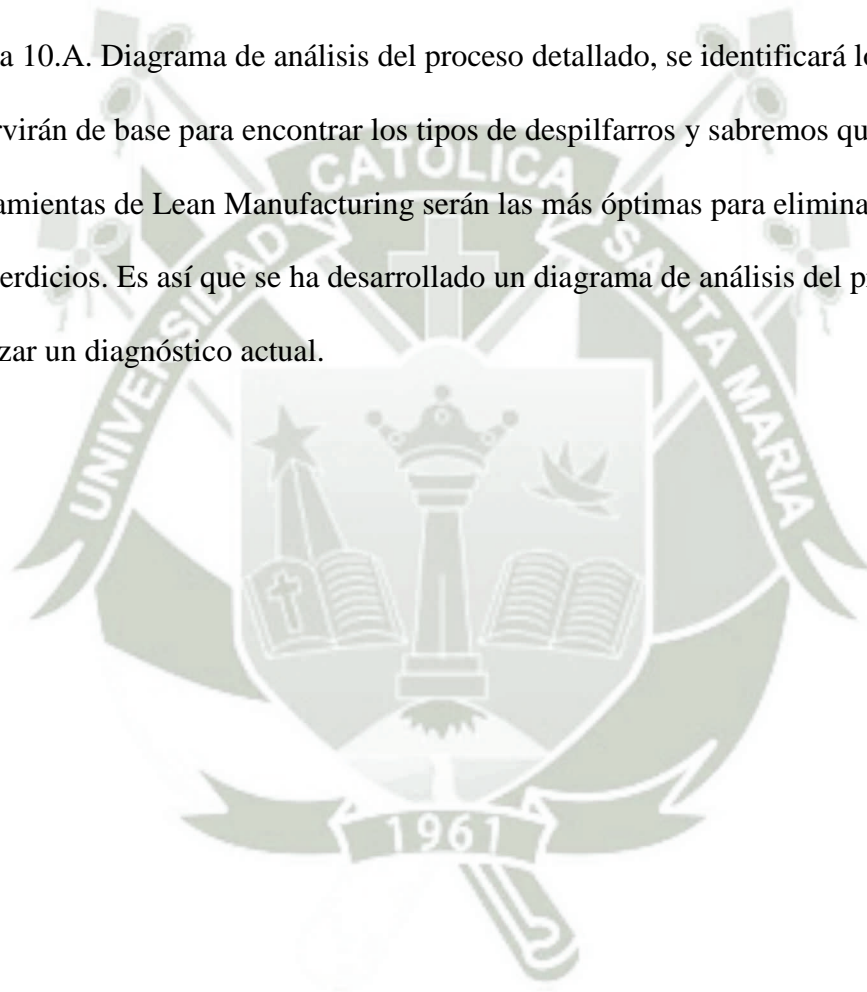 a 10.A. Diagrama de análisis del proceso detallado, se identificará l
rvirán de base para encontrar los tipos de despilfarros y sabremos qu
amientas de Lean Manufacturing serán las más óptimas para elimina
erdicios. Es así que se ha desarrollado un diagrama de análisis del p
zar un diagnóstico actual.
UNIVERSIDAD CATÓLICA SANTA MARIA
1961